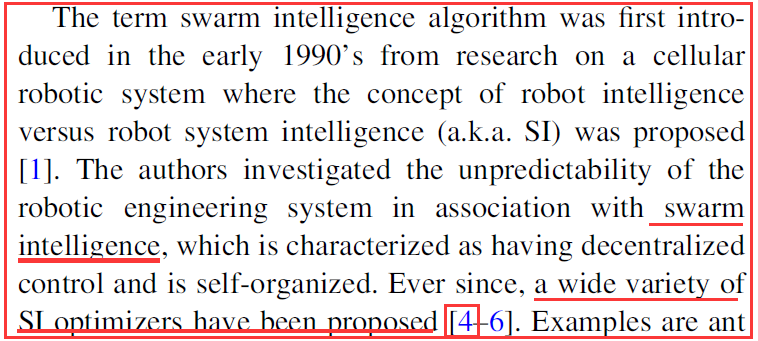 The term swarm intelligence algorithm was first intro-
duced in the early 1990's from research on a cellular
robotic system where the concept of robot intelligence
versus robot system intelligence (a.k.a. SI) was proposed
[1]. The authors investigated the unpredictability of the
robotic engineering system in association with swarm
intelligence, which is characterized as having decentralized
control and is self-organized. Ever since, a wide variety of
SI optimizers have been proposed [4–6]. Examples are ant